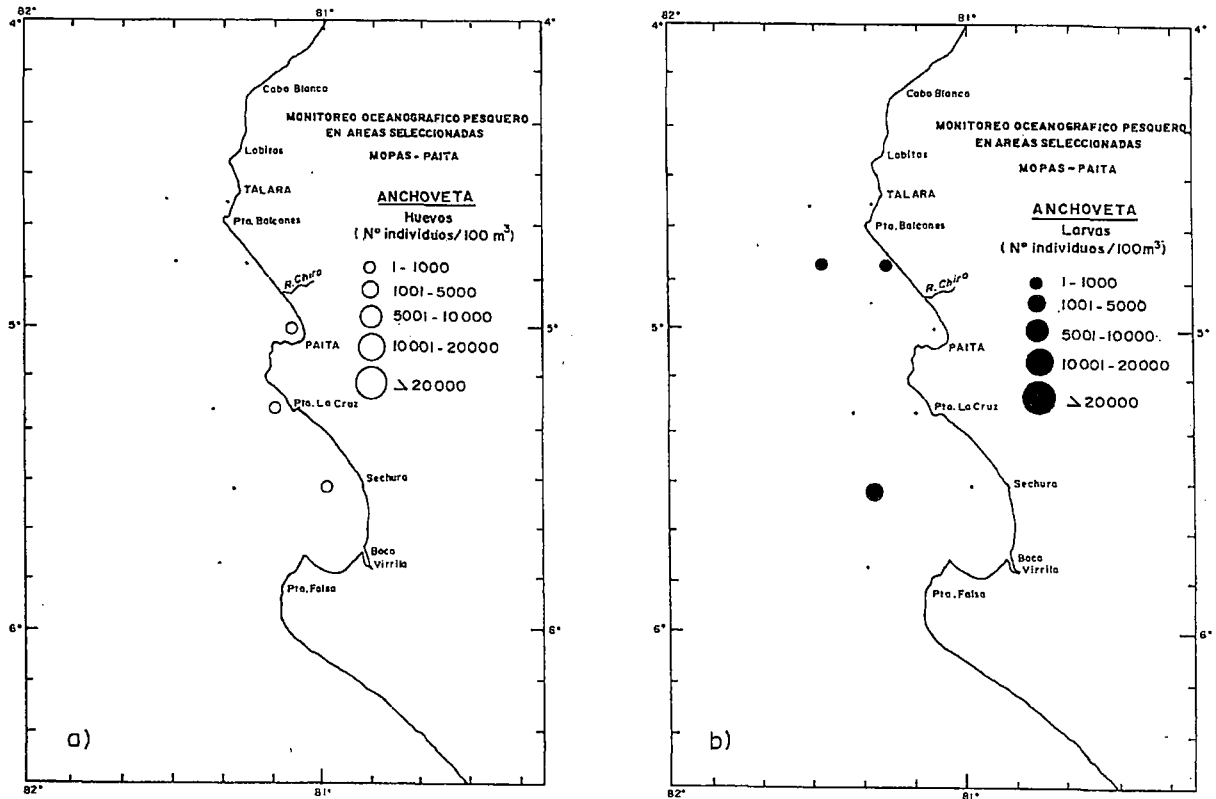 82°
81°
4°
4°
Cabo Blanco
MONITOREO OCEANOGRAFICO PESQUERO
EN AREAS SELECCIONADAS
Lobitos
MOPAS-PAITA
TALARA
ANCHOVETA
Pta. Balcones
Huevos
(N° individuos/100 m³)
1-1000
R. Chira
1001-5000
5001-10000
5°
5°
PAITA
10001-20000
> 20000
Pta. La Cruz
Sechura
Boca
Virrila
Pta. Falsa
6°
6°
a)
82°
81°
82°
81°
4°
4°
Cabo Blanco
MONITOREO OCEANOGRAFICO PESQUERO
EN AREAS SELECCIONADAS
Lobitos
MOPAS-PAITA
TALARA
ANCHOVETA
Pta. Balcones
Larvas
(N° individuos/100m³)
1-1000
R. Chira
1001-5000
5001-10000
5°
5°
PAITA
10001-20000
> 20000
Pta. La Cruz
Sechura
Boca
Virrila
Pta. Falsa
6°
6°
b)
82°
81°